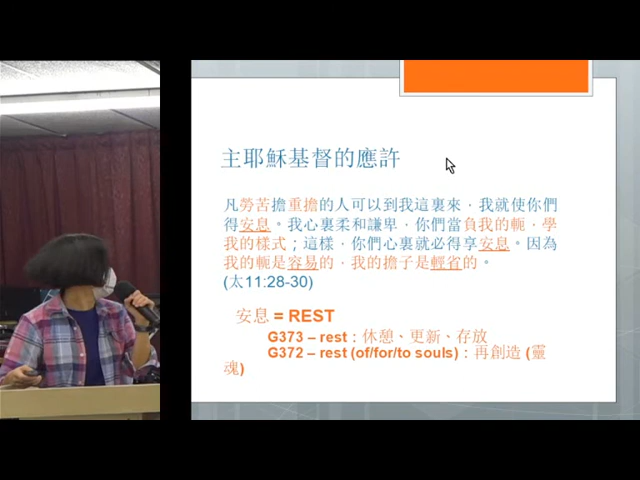 主耶穌基督的應許
凡勞苦擔重擔的人可以到我這裏來，我就使你們
得安息。我心裏柔和謙卑，你們當負我的軛，學
我的樣式；這樣，你們心裏就必得享安息。因為
我的軛是容易的，我的擔子是輕省的。
(太11:28-30)
安息 = REST
G373 – rest：休憩、更新、存放
G372 – rest (of/for/to souls)：再創造 (靈
魂)